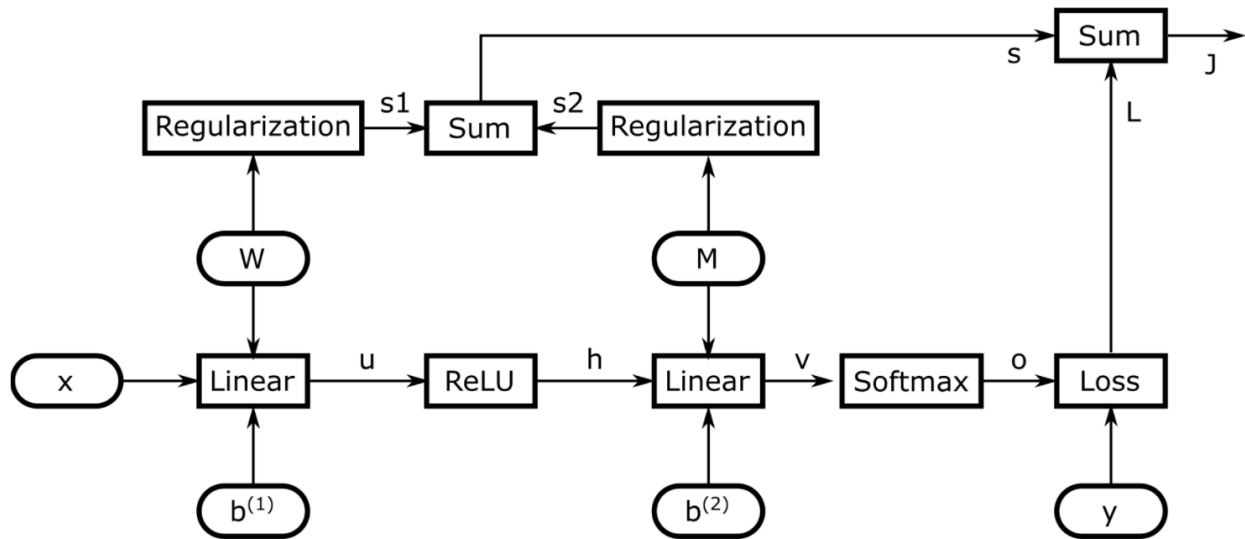 Sum
s
J
Regularization
s1
Sum
s2
Regularization
L
W
M
x
Linear
u
ReLU
h
Linear
v
Softmax
o
Loss
b(1)
b(2)
y